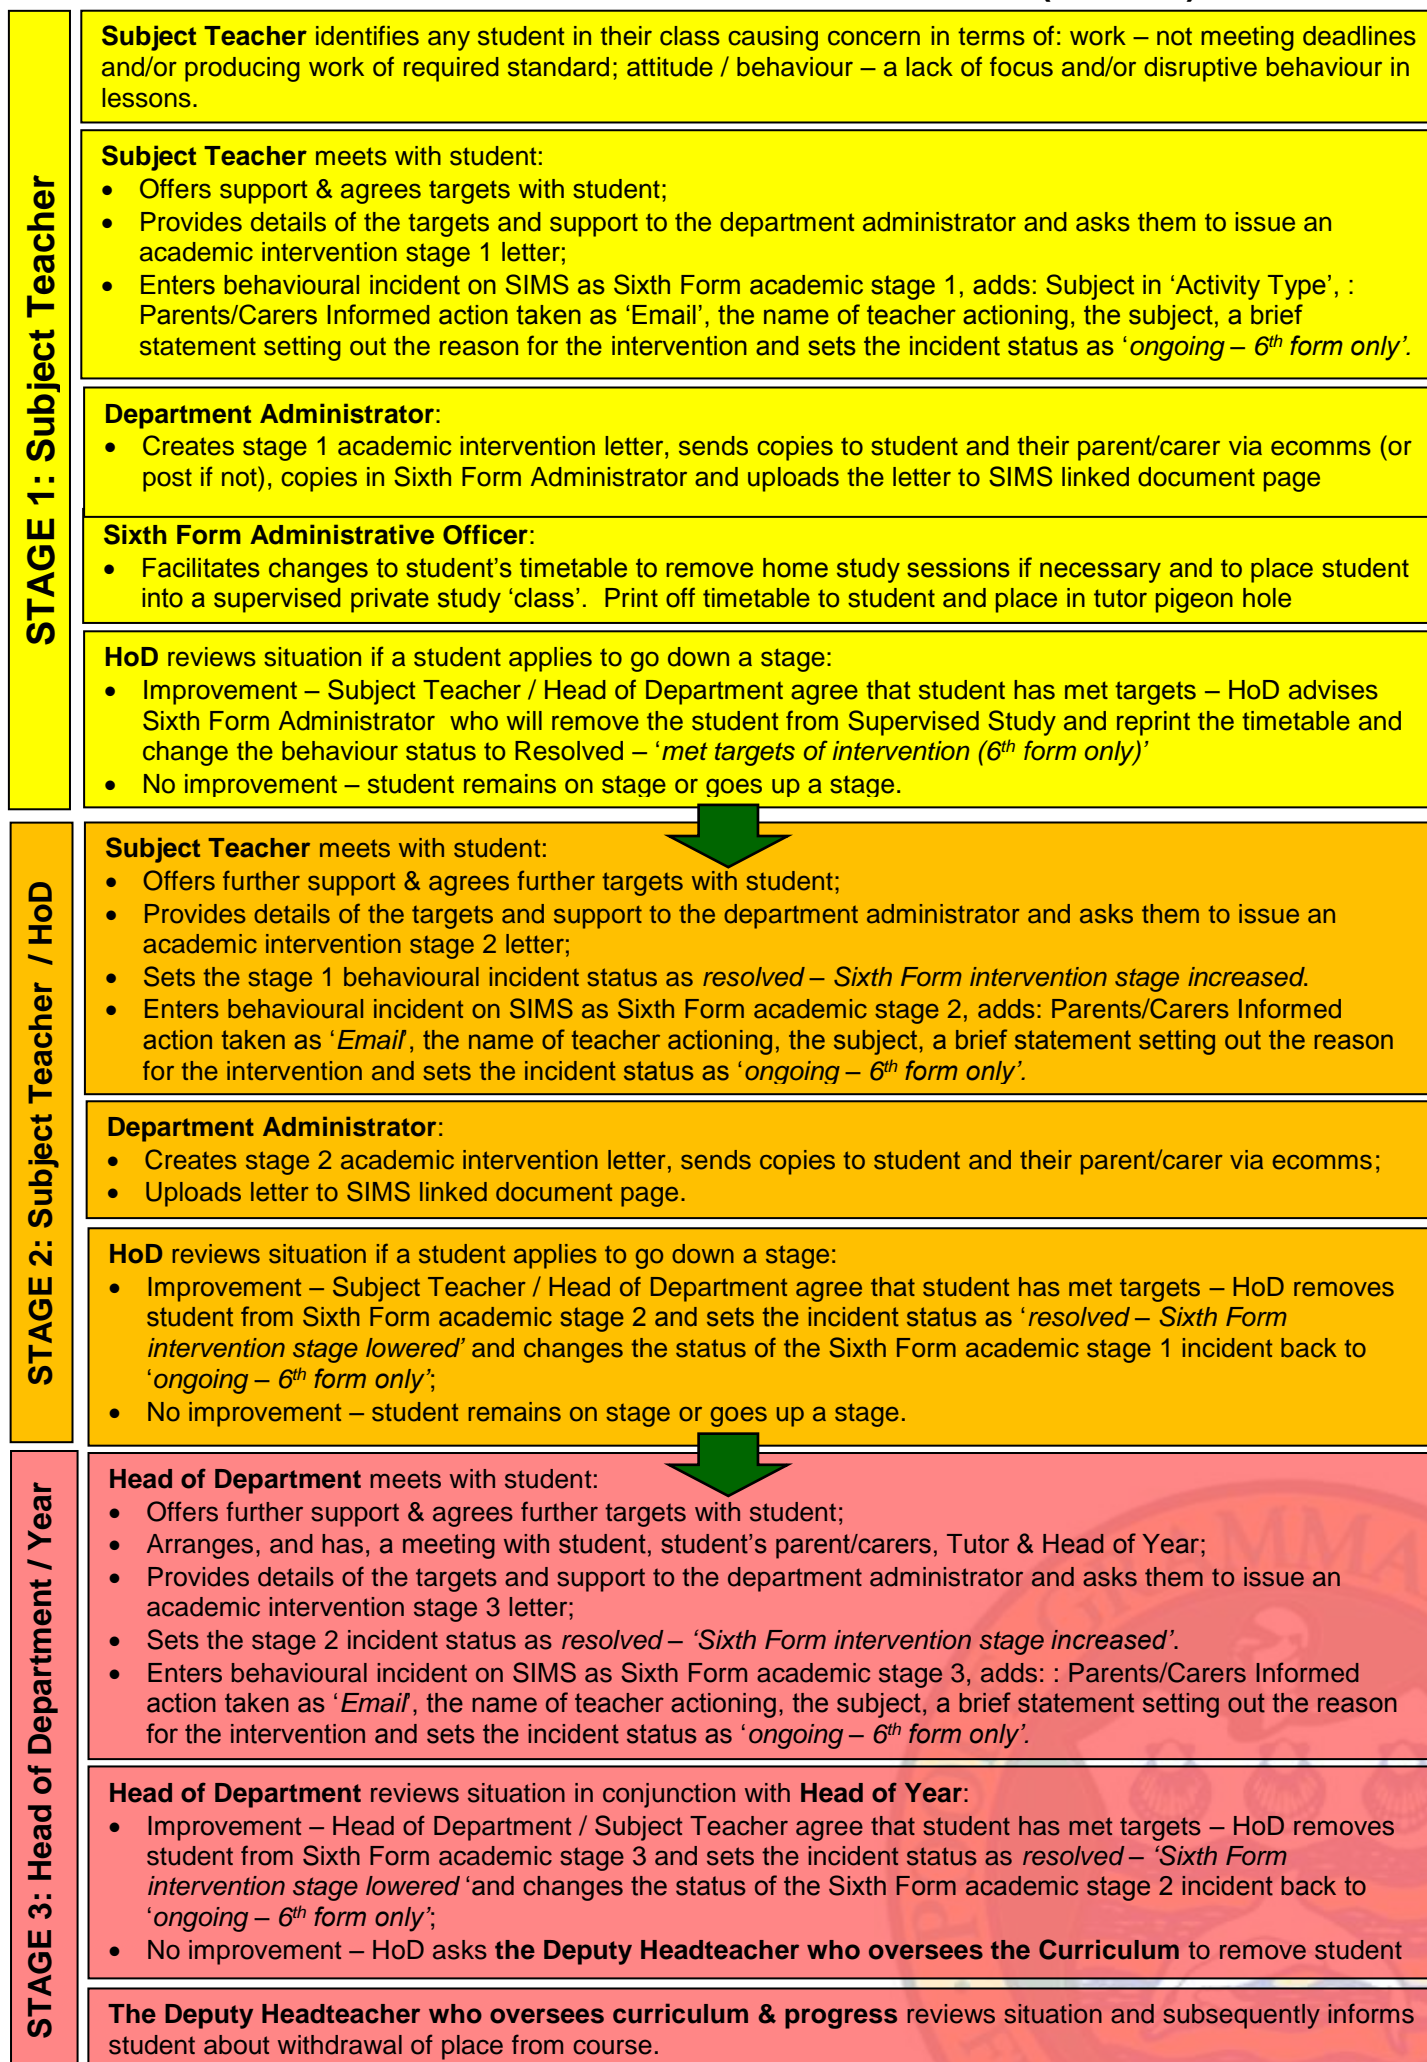 STAGE 1: Subject Teacher
Subject Teacher identifies any student in their class causing concern in terms of: work – not meeting deadlines
and/or producing work of required standard; attitude / behaviour – a lack of focus and/or disruptive behaviour in
lessons.
Subject Teacher meets with student:
• Offers support & agrees targets with student;
• Provides details of the targets and support to the department administrator and asks them to issue an
academic intervention stage 1 letter;
• Enters behavioural incident on SIMS as Sixth Form academic stage 1, adds: Subject in ‘Activity Type’, :
Parents/Carers Informed action taken as ‘Email’, the name of teacher actioning, the subject, a brief
statement setting out the reason for the intervention and sets the incident status as ‘ongoing – 6th form only’.
Department Administrator:
• Creates stage 1 academic intervention letter, sends copies to student and their parent/carer via ecomms (or
post if not), copies in Sixth Form Administrator and uploads the letter to SIMS linked document page
Sixth Form Administrative Officer:
• Facilitates changes to student’s timetable to remove home study sessions if necessary and to place student
into a supervised private study ‘class’.  Print off timetable to student and place in tutor pigeon hole
HoD reviews situation if a student applies to go down a stage:
• Improvement – Subject Teacher / Head of Department agree that student has met targets – HoD advises
Sixth Form Administrator  who will remove the student from Supervised Study and reprint the timetable and
change the behaviour status to Resolved – ‘met targets of intervention (6th form only)’
• No improvement – student remains on stage or goes up a stage.
STAGE 2: Subject Teacher / HoD
Subject Teacher meets with student:
• Offers further support & agrees further targets with student;
• Provides details of the targets and support to the department administrator and asks them to issue an
academic intervention stage 2 letter;
• Sets the stage 1 behavioural incident status as resolved – Sixth Form intervention stage increased.
• Enters behavioural incident on SIMS as Sixth Form academic stage 2, adds: Parents/Carers Informed
action taken as ‘Email’, the name of teacher actioning, the subject, a brief statement setting out the reason
for the intervention and sets the incident status as ‘ongoing – 6th form only’.
Department Administrator:
• Creates stage 2 academic intervention letter, sends copies to student and their parent/carer via ecomms;
• Uploads letter to SIMS linked document page.
HoD reviews situation if a student applies to go down a stage:
• Improvement – Subject Teacher / Head of Department agree that student has met targets – HoD removes
student from Sixth Form academic stage 2 and sets the incident status as ‘resolved – Sixth Form
intervention stage lowered’ and changes the status of the Sixth Form academic stage 1 incident back to
‘ongoing – 6th form only’;
• No improvement – student remains on stage or goes up a stage.
STAGE 3: Head of Department / Year
Head of Department meets with student:
• Offers further support & agrees further targets with student;
• Arranges, and has, a meeting with student, student’s parent/carers, Tutor & Head of Year;
• Provides details of the targets and support to the department administrator and asks them to issue an
academic intervention stage 3 letter;
• Sets the stage 2 incident status as resolved – ‘Sixth Form intervention stage increased’.
• Enters behavioural incident on SIMS as Sixth Form academic stage 3, adds: : Parents/Carers Informed
action taken as ‘Email’, the name of teacher actioning, the subject, a brief statement setting out the reason
for the intervention and sets the incident status as ‘ongoing – 6th form only’.
Head of Department reviews situation in conjunction with Head of Year:
• Improvement – Head of Department / Subject Teacher agree that student has met targets – HoD removes
student from Sixth Form academic stage 3 and sets the incident status as resolved – ‘Sixth Form
intervention stage lowered ‘and changes the status of the Sixth Form academic stage 2 incident back to
‘ongoing – 6th form only’;
• No improvement – HoD asks the Deputy Headteacher who oversees the Curriculum to remove student
The Deputy Headteacher who oversees curriculum & progress reviews situation and subsequently informs
student about withdrawal of place from course.